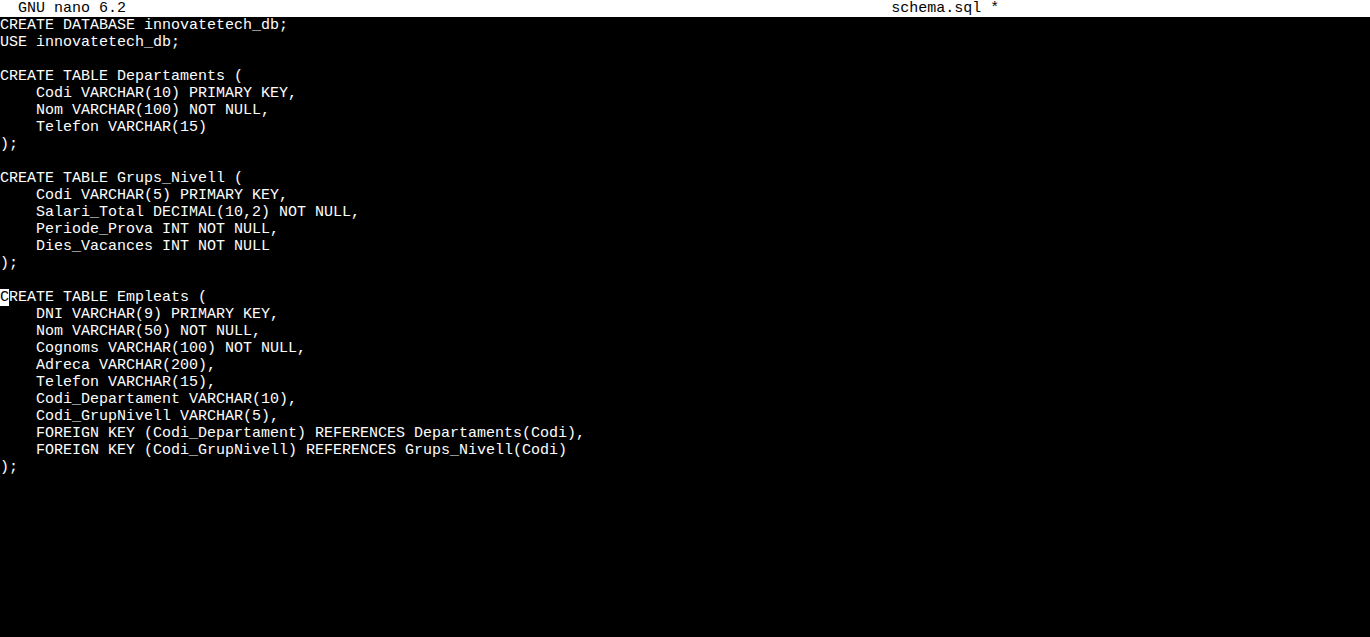 GNU nano 6.2 schema.sql *
CREATE DATABASE innovatetech_db;
USE innovatetech_db;

CREATE TABLE Departaments (
    Codi VARCHAR(10) PRIMARY KEY,
    Nom VARCHAR(100) NOT NULL,
    Telefon VARCHAR(15)
);

CREATE TABLE Grups_Nivell (
    Codi VARCHAR(5) PRIMARY KEY,
    Salari_Total DECIMAL(10,2) NOT NULL,
    Periode_Prova INT NOT NULL,
    Dies_Vacances INT NOT NULL
);

CREATE TABLE Empleats (
    DNI VARCHAR(9) PRIMARY KEY,
    Nom VARCHAR(50) NOT NULL,
    Cognoms VARCHAR(100) NOT NULL,
    Adreca VARCHAR(200),
    Telefon VARCHAR(15),
    Codi_Departament VARCHAR(10),
    Codi_GrupNivell VARCHAR(5),
    FOREIGN KEY (Codi_Departament) REFERENCES Departaments(Codi),
    FOREIGN KEY (Codi_GrupNivell) REFERENCES Grups_Nivell(Codi)
);